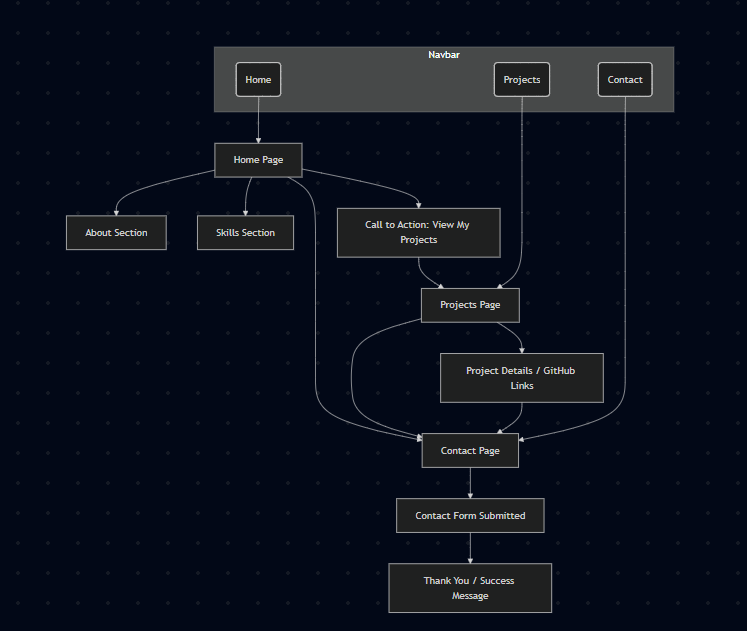 Navbar
Home
Projects
Contact
Home Page
About Section
Skills Section
Call to Action: View My
Projects
Projects Page
Project Details / GitHub
Links
Contact Page
Contact Form Submitted
Thank You / Success
Message